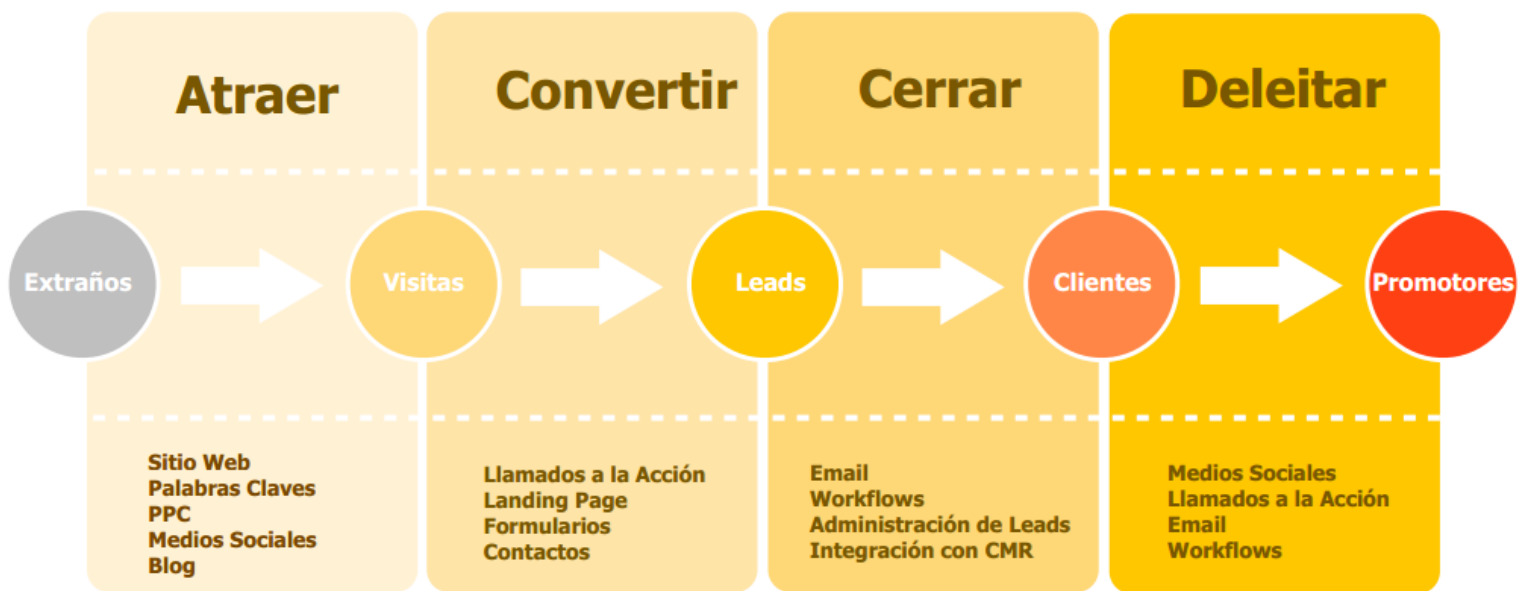 Atraer
Convertir
Cerrar
Deleitar
Extraños
Visitas
Leads
Clientes
Promotores
Sitio Web
Palabras Claves
PPC
Medios Sociales
Blog
Llamados a la Acción
Landing Page
Formularios
Contactos
Email
Workflows
Administración de Leads
Integración con CMR
Medios Sociales
Llamados a la Acción
Email
Workflows